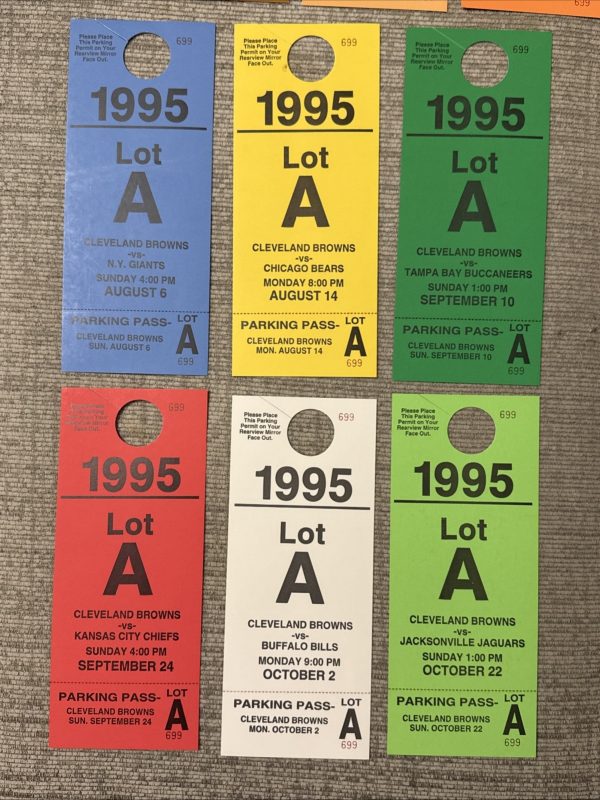 699
Please Place
This Parking
Permit on Your
Rearview Mirror
Face Out.
699
1995
Lot
A
CLEVELAND BROWNS
-vs-
N.Y. GIANTS
SUNDAY 4:00 PM
AUGUST 6
PARKING PASS- LOT
CLEVELAND BROWNS
SUN. AUGUST 6
A
699
Please Place
This Parking
Permit on Your
Rearview Mirror
Face Out.
699
1995
Lot
A
CLEVELAND BROWNS
-vs-
CHICAGO BEARS
MONDAY 8:00 PM
AUGUST 14
PARKING PASS- LOT
CLEVELAND BROWNS
MON. AUGUST 14
A
699
Please Place
This Parking
Permit on Your
Rearview Mirror
Face Out.
699
1995
Lot
A
CLEVELAND BROWNS
-vs-
TAMPA BAY BUCCANEERS
SUNDAY 1:00 PM
SEPTEMBER 10
PARKING PASS- LOT
CLEVELAND BROWNS
SUN. SEPTEMBER 10
A
699
This Parking
Face Out.
699
1995
Lot
A
CLEVELAND BROWNS
-vs-
KANSAS CITY CHIEFS
SUNDAY 4:00 PM
SEPTEMBER 24
PARKING PASS- LOT
CLEVELAND BROWNS
SUN. SEPTEMBER 24
A
699
Please Place
This Parking
Permit on Your
Rearview Mirror
Face Out.
699
1995
Lot
A
CLEVELAND BROWNS
-vs-
BUFFALO BILLS
MONDAY 9:00 PM
OCTOBER 2
PARKING PASS- LOT
CLEVELAND BROWNS
MON. OCTOBER 2
A
699
Please Place
This Parking
Permit on Your
Rearview Mirror
Face Out.
699
1995
Lot
A
CLEVELAND BROWNS
-vs-
JACKSONVILLE JAGUARS
SUNDAY 1:00 PM
OCTOBER 22
PARKING PASS- LOT
CLEVELAND BROWNS
SUN. OCTOBER 22
A
699